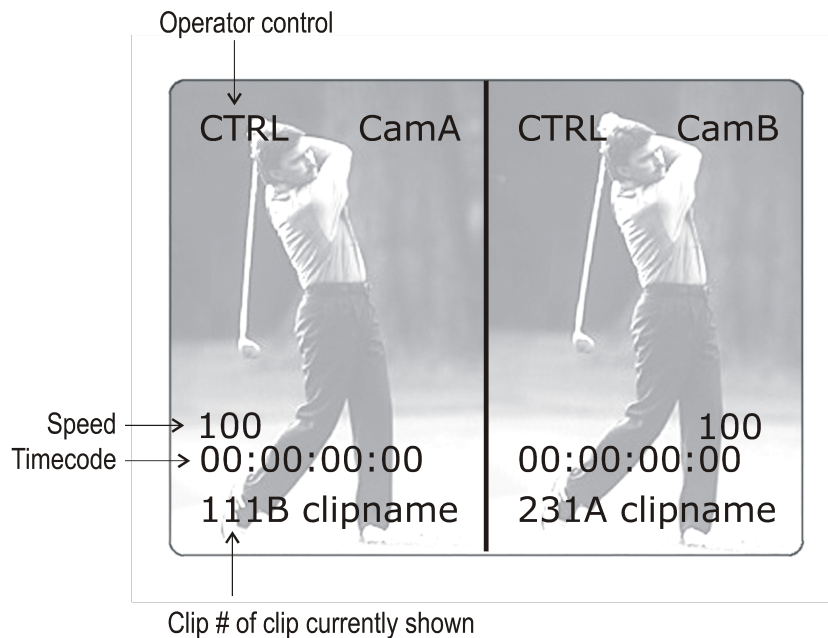 Operator control
CTRL CamA CTRL CamB
Speed 100 100
Timecode 00:00:00:00 00:00:00:00
111B clipname 231A clipname
Clip # of clip currently shown